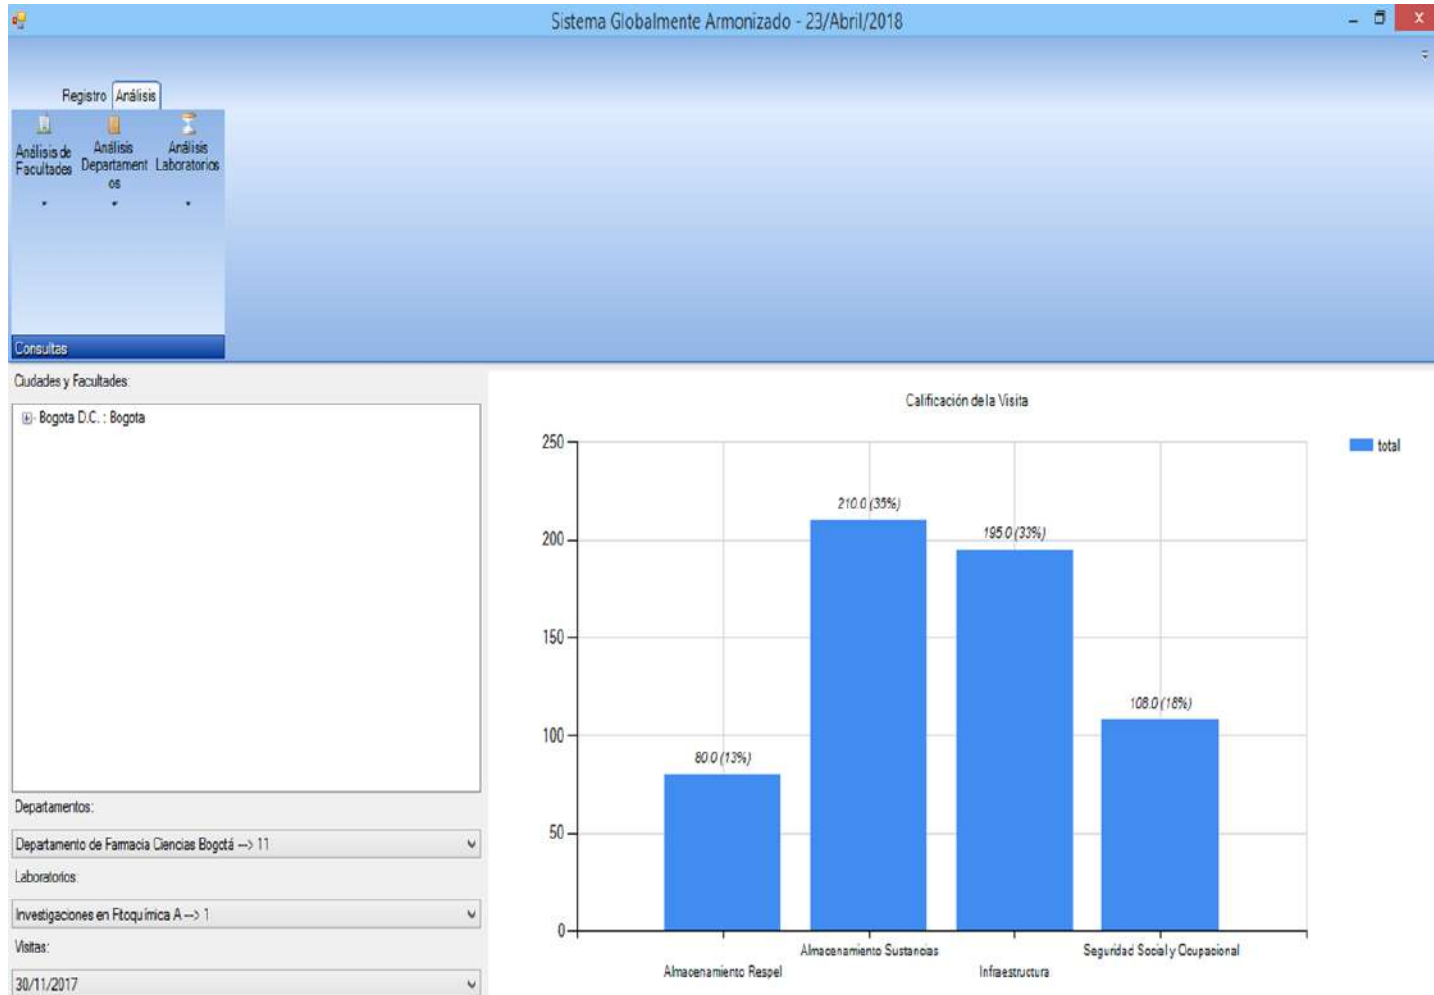 Sistema Globalmente Armonizado - 23/Abril/2018
Registro Análisis
Análisis de
Facultades
Análisis
Departament
os
Análisis
Laboratorios
Consultas
Ciudades y Facultades:
Bogota D.C. : Bogota
Departamentos:
Departamento de Farmacia Ciencias Bogotá --> 11
Laboratorios:
Investigaciones en Fitoquímica A --> 1
Visitas:
30/11/2017
Calificación de la Visita
total
250
200
150
100
50
0
80.0 (13%)
210.0 (35%)
195.0 (33%)
108.0 (18%)
Almacenamiento Respel
Almacenamiento Sustancias
Infraestructura
Seguridad Social y Ocupacional